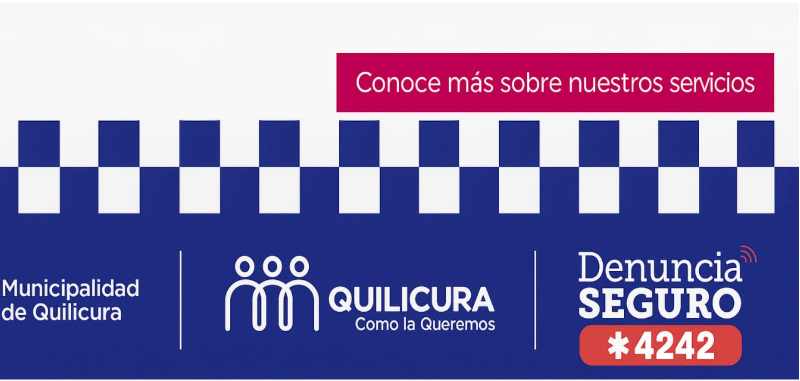 Conoce más sobre nuestros servicios
Municipalidad
de Quilicura
QUILICURA
Como la Queremos
Denuncia
SEGURO
*4242